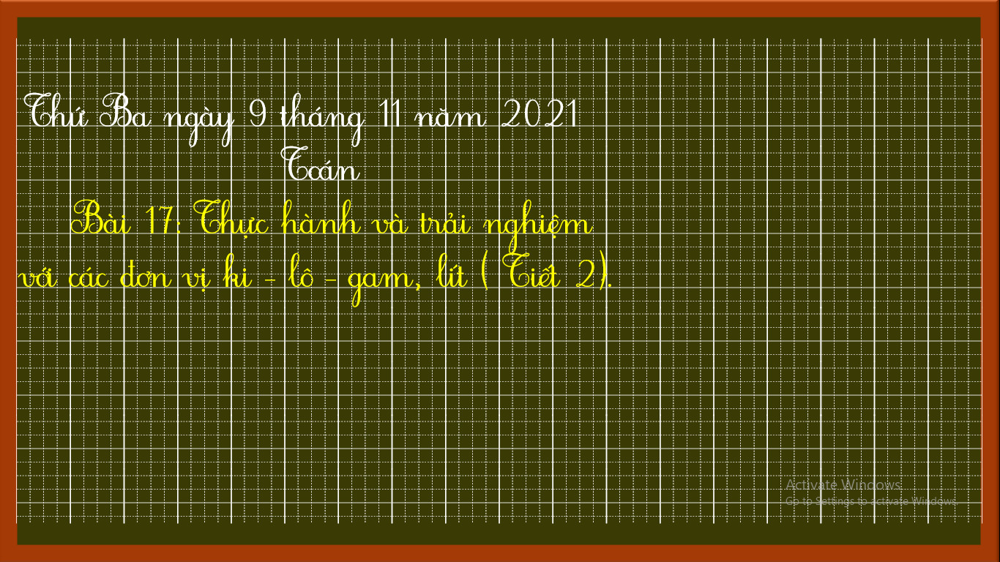 Thứ Ba ngày 9 tháng 11 năm 2021
Toán
Bài 17: Thực hành và trải nghiệm
với các đơn vị ki - lô - gam, lít ( Tiết 2).
Activate Windows
Go to Settings to activate Windows.